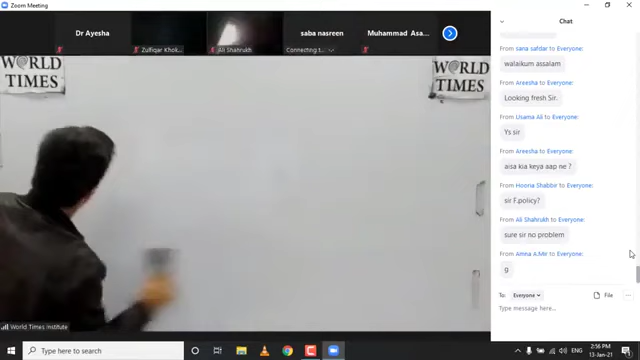 Zoom Meeting
Dr Ayesha
Zulfiqar Khok...
Ali Shahrukh
saba nasreen
Connecting t...
Muhammad Asa...
W@RLD
TIMES
W@RLD
TIMES
World Times Institute
Chat
From sana safdar to Everyone:
walaikum assalam
From Areesha to Everyone:
Looking fresh Sir.
From Usama Ali to Everyone:
Ys sir
From Areesha to Everyone:
aisa kia keya aap ne ?
From Hooria Shabbir to Everyone:
sir F.policy?
From Ali Shahrukh to Everyone:
sure sir no problem
From Amna A.Mir to Everyone:
g
To: Everyone
File
Type message here...
Type here to search
2:56 PM
13-Jan-21